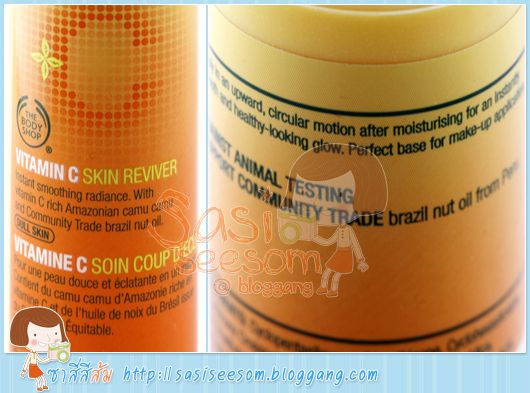 THE
BODY
SHOP
®
VITAMIN C SKIN REVIVER
Instant smoothing radiance. With
vitamin C rich Amazonian camu camu
and Community Trade brazil nut oil.
DULL SKIN
VITAMINE C SOIN COUP D'ÉC
Pour une peau douce et éclatante en un
Contient du camu camu d'Amazonie riche en
et de l'huile de noix du Brésil issue
Équitable.
in an upward, circular motion after moisturising for an instantly
and healthy-looking glow. Perfect base for make-up application
ANIMAL TESTING
COMMUNITY TRADE brazil nut oil from Peru
Sasi
seesom
@ bloggang
ซาสี่สีส้ม http://sasiseesom.bloggang.com